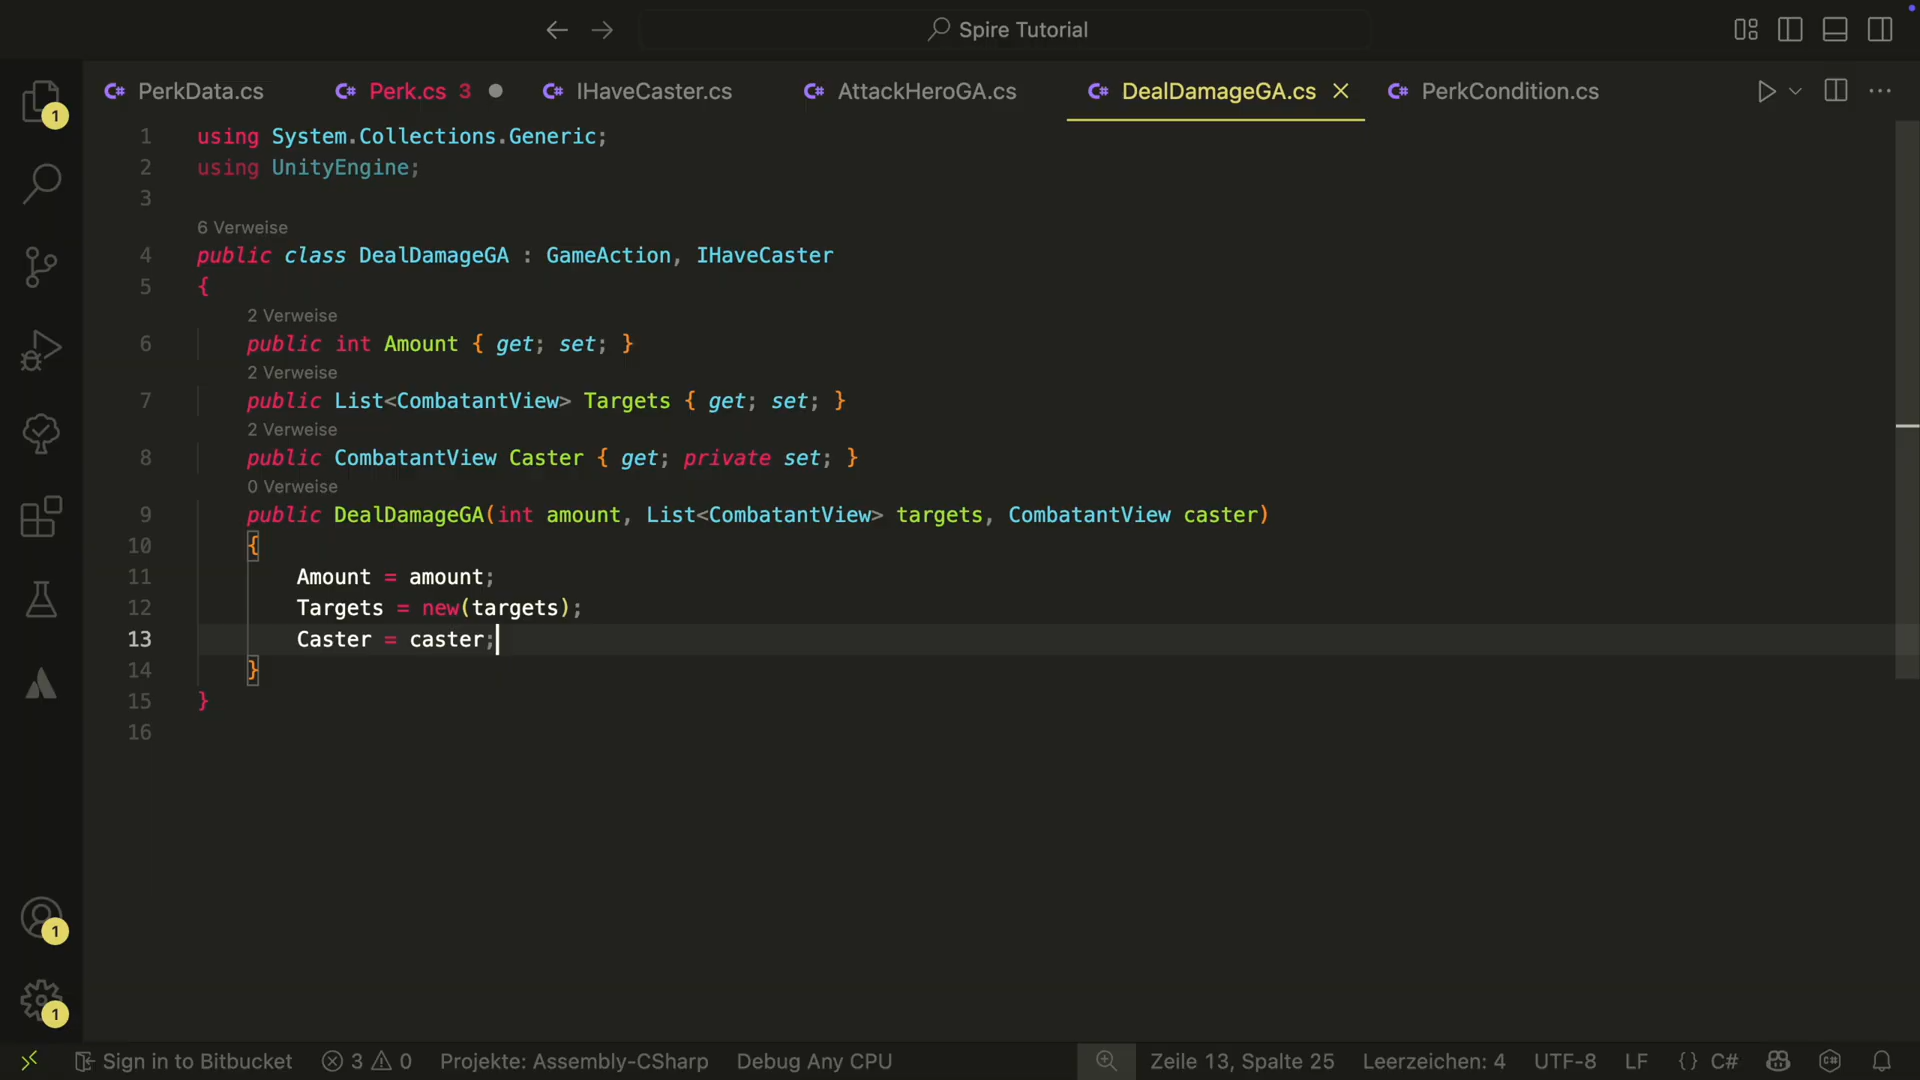 Spire Tutorial
PerkData.cs
Perk.cs 3
IHaveCaster.cs
AttackHeroGA.cs
DealDamageGA.cs
PerkCondition.cs
1 using System.Collections.Generic;
2 using UnityEngine;
3
6 Verweise
4 public class DealDamageGA : GameAction, IHaveCaster
5 {
2 Verweise
6 public int Amount { get; set; }
2 Verweise
7 public List<CombatantView> Targets { get; set; }
2 Verweise
8 public CombatantView Caster { get; private set; }
0 Verweise
9 public DealDamageGA(int amount, List<CombatantView> targets, CombatantView caster)
10 {
11 Amount = amount;
12 Targets = new(targets);
13 Caster = caster;
14 }
15 }
16
1
1
1
Sign in to Bitbucket
3
0
Projekte: Assembly-CSharp
Debug Any CPU
Zeile 13, Spalte 25
Leerzeichen: 4
UTF-8
LF
{} C#